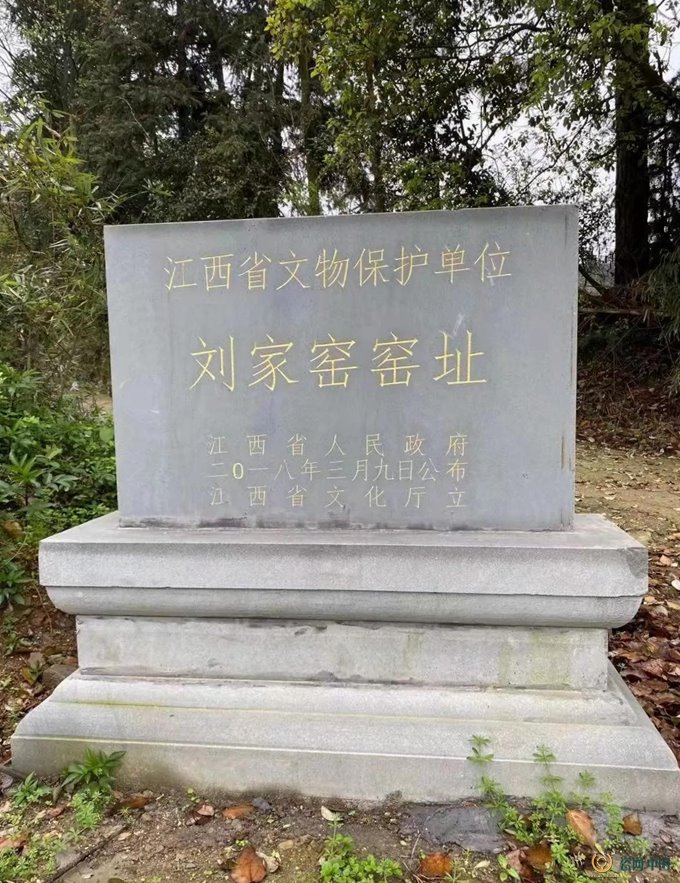 江西省文物保护单位
刘家窑窑址
江西省人民政府
二0一八年三月九日公布
江西省文化厅立